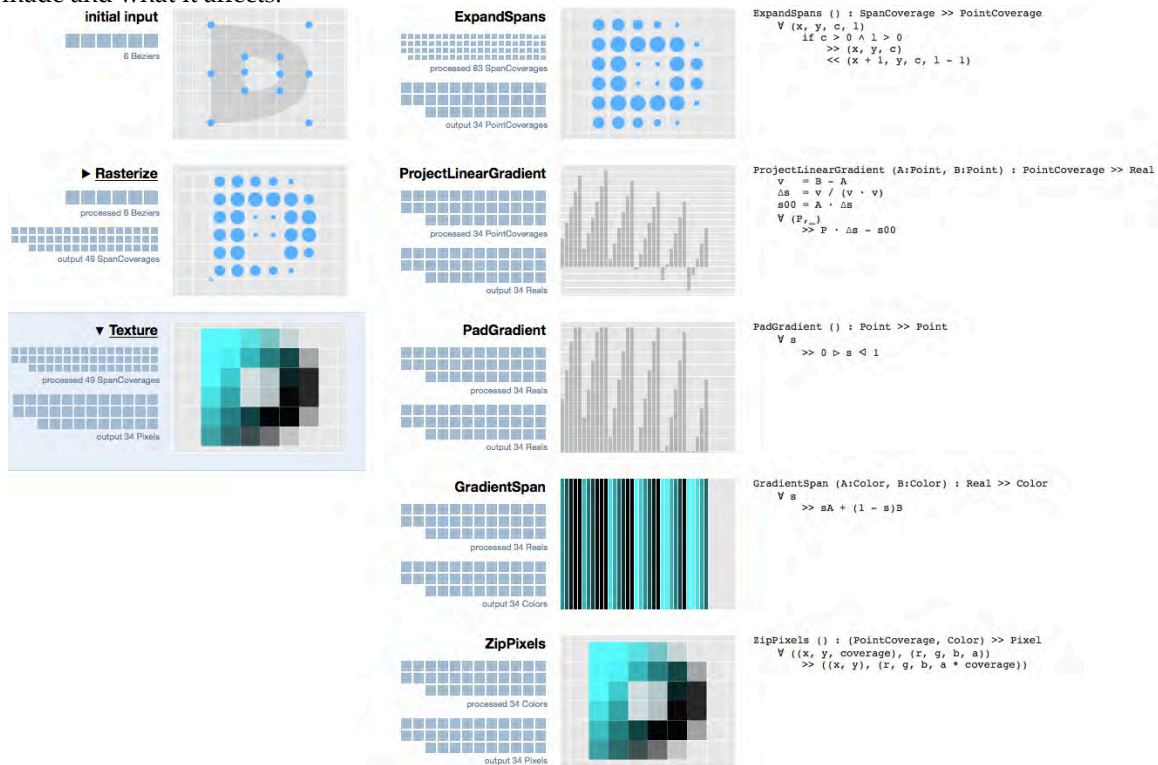 made and what it affects.
initial input
6 Beziers
▶ Rasterize
processed 6 Beziers
output 49 SpanCoverages
▼ Texture
processed 49 SpanCoverages
output 34 Pixels
ExpandSpans
processed 83 SpanCoverages
output 34 PointCoverages
ExpandSpans () : SpanCoverage >> PointCoverage
∀ (x, y, c, l)
if c > 0 ∧ l > 0
>> (x, y, c)
<< (x + 1, y, c, l - 1)
ProjectLinearGradient
processed 34 PointCoverages
output 34 Reals
ProjectLinearGradient (A:Point, B:Point) : PointCoverage >> Real
v = B - A
∆s = v / (v · v)
s00 = A · ∆s
∀ (P,_)
>> P · ∆s - s00
PadGradient
processed 34 Reals
output 34 Reals
PadGradient () : Point >> Point
∀ s
>> 0 ▷ s ◁ 1
GradientSpan
processed 34 Reals
output 34 Colors
GradientSpan (A:Color, B:Color) : Real >> Color
∀ s
>> sA + (1 - s)B
ZipPixels
processed 34 Colors
output 34 Pixels
ZipPixels () : (PointCoverage, Color) >> Pixel
∀ ((x, y, coverage), (r, g, b, a))
>> ((x, y), (r, g, b, a * coverage))